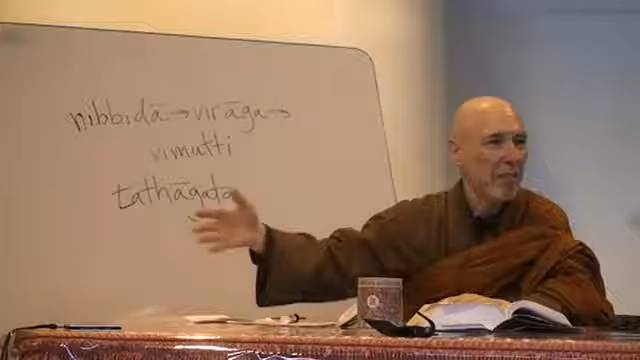 nibbidā → virāga →
vimutti
tathāgata